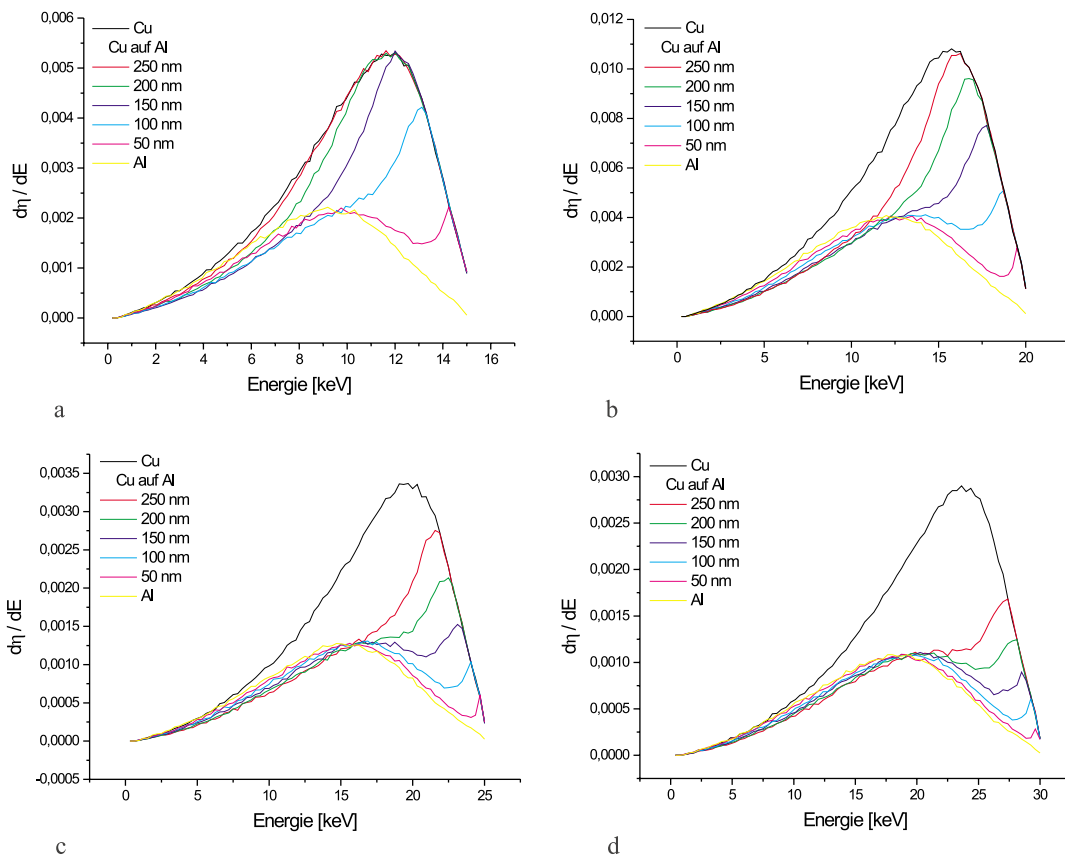 Cu
Cu auf Al
250 nm
200 nm
150 nm
100 nm
50 nm
Al
0,006
0,005
0,004
0,003
0,002
0,001
0,000
dη / dE
0 2 4 6 8 10 12 14 16
Energie [keV]
a
Cu
Cu auf Al
250 nm
200 nm
150 nm
100 nm
50 nm
Al
0,012
0,010
0,008
0,006
0,004
0,002
0,000
dη / dE
0 5 10 15 20
Energie [keV]
b
Cu
Cu auf Al
250 nm
200 nm
150 nm
100 nm
50 nm
Al
0,0035
0,0030
0,0025
0,0020
0,0015
0,0010
0,0005
0,0000
-0,0005
dη / dE
0 5 10 15 20 25
Energie [keV]
c
Cu
Cu auf Al
250 nm
200 nm
150 nm
100 nm
50 nm
Al
0,0030
0,0025
0,0020
0,0015
0,0010
0,0005
0,0000
dη / dE
0 5 10 15 20 25 30
Energie [keV]
d